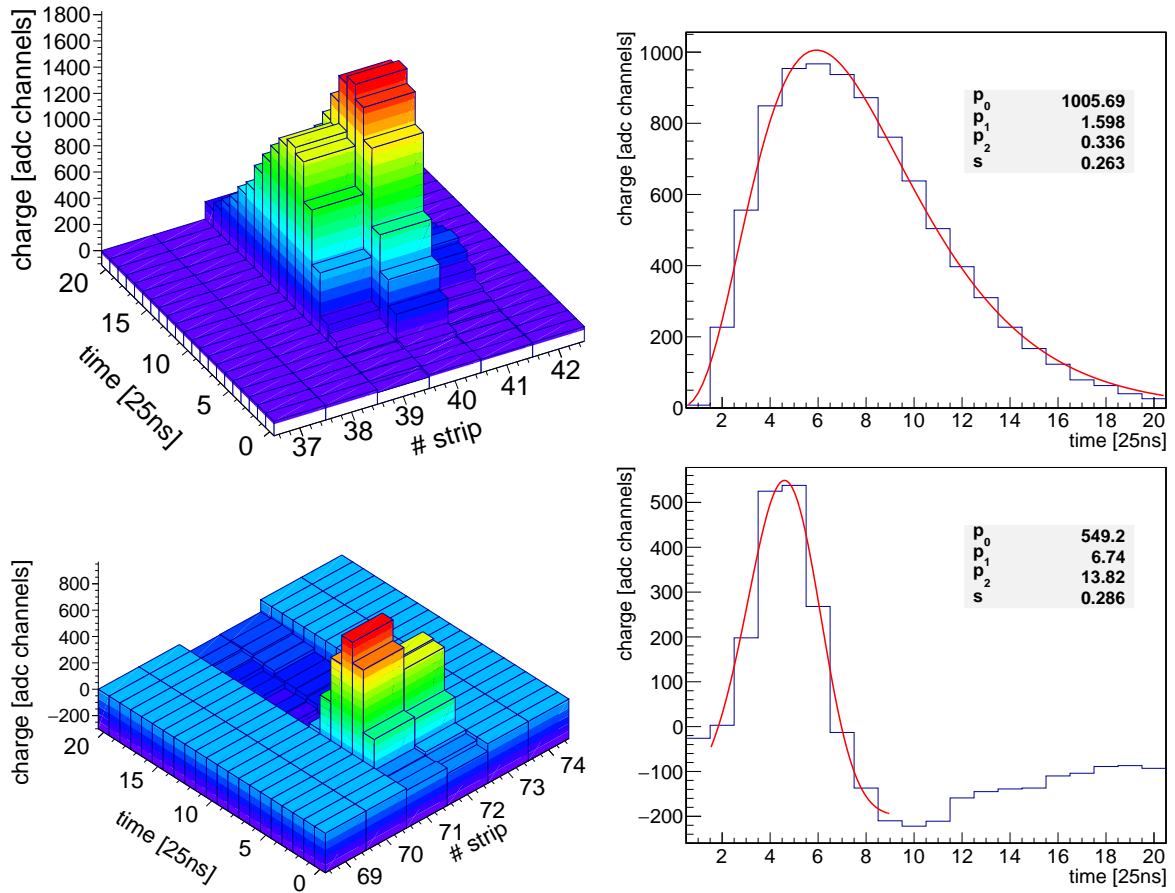 charge [adc channels]
1800
1600
1400
1200
1000
800
600
400
200
0
20
15
10
5
0
time [25ns]
37
38
39
40
41
42
# strip
charge [adc channels]
1000
800
600
400
200
0
p0 1005.69
p1 1.598
p2 0.336
s 0.263
2 4 6 8 10 12 14 16 18 20
time [25ns]
charge [adc channels]
800
600
400
200
0
−200
20
15
10
5
0
time [25ns]
69
70
71
72
73
74
# strip
charge [adc channels]
500
400
300
200
100
0
−100
−200
p0 549.2
p1 6.74
p2 13.82
s 0.286
2 4 6 8 10 12 14 16 18 20
time [25ns]